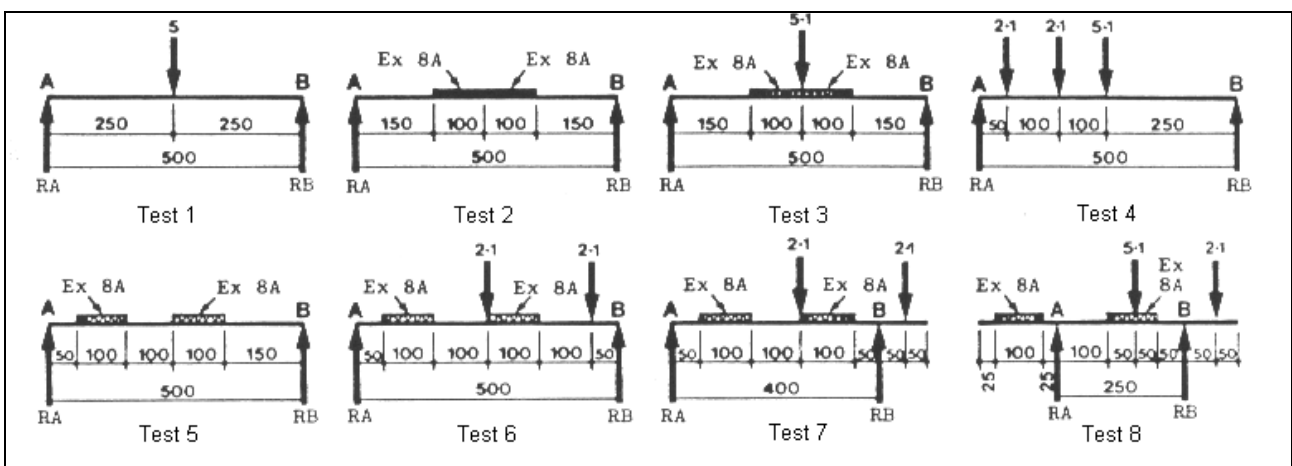 5
A B
250 250
500
RA RB
Test 1
Ex 8A Ex 8A
A B
150 100 100 150
500
RA RB
Test 2
5·1
Ex 8A Ex 8A
A B
150 100 100 150
500
RA RB
Test 3
2·1 2·1 5·1
A B
50 100 100 250
500
RA RB
Test 4
Ex 8A Ex 8A
A B
50 100 100 100 150
500
RA RB
Test 5
2·1 2·1
Ex 8A Ex 8A
A B
50 100 100 100 100 50
500
RA RB
Test 6
2·1 2·1
Ex 8A Ex 8A
A B
50 100 100 100 50 50 50
400
RA RB
Test 7
5·1 2·1
Ex 8A Ex
8A
A B
100 100 50 50 50 50 50
25 25
250
RA RB
Test 8